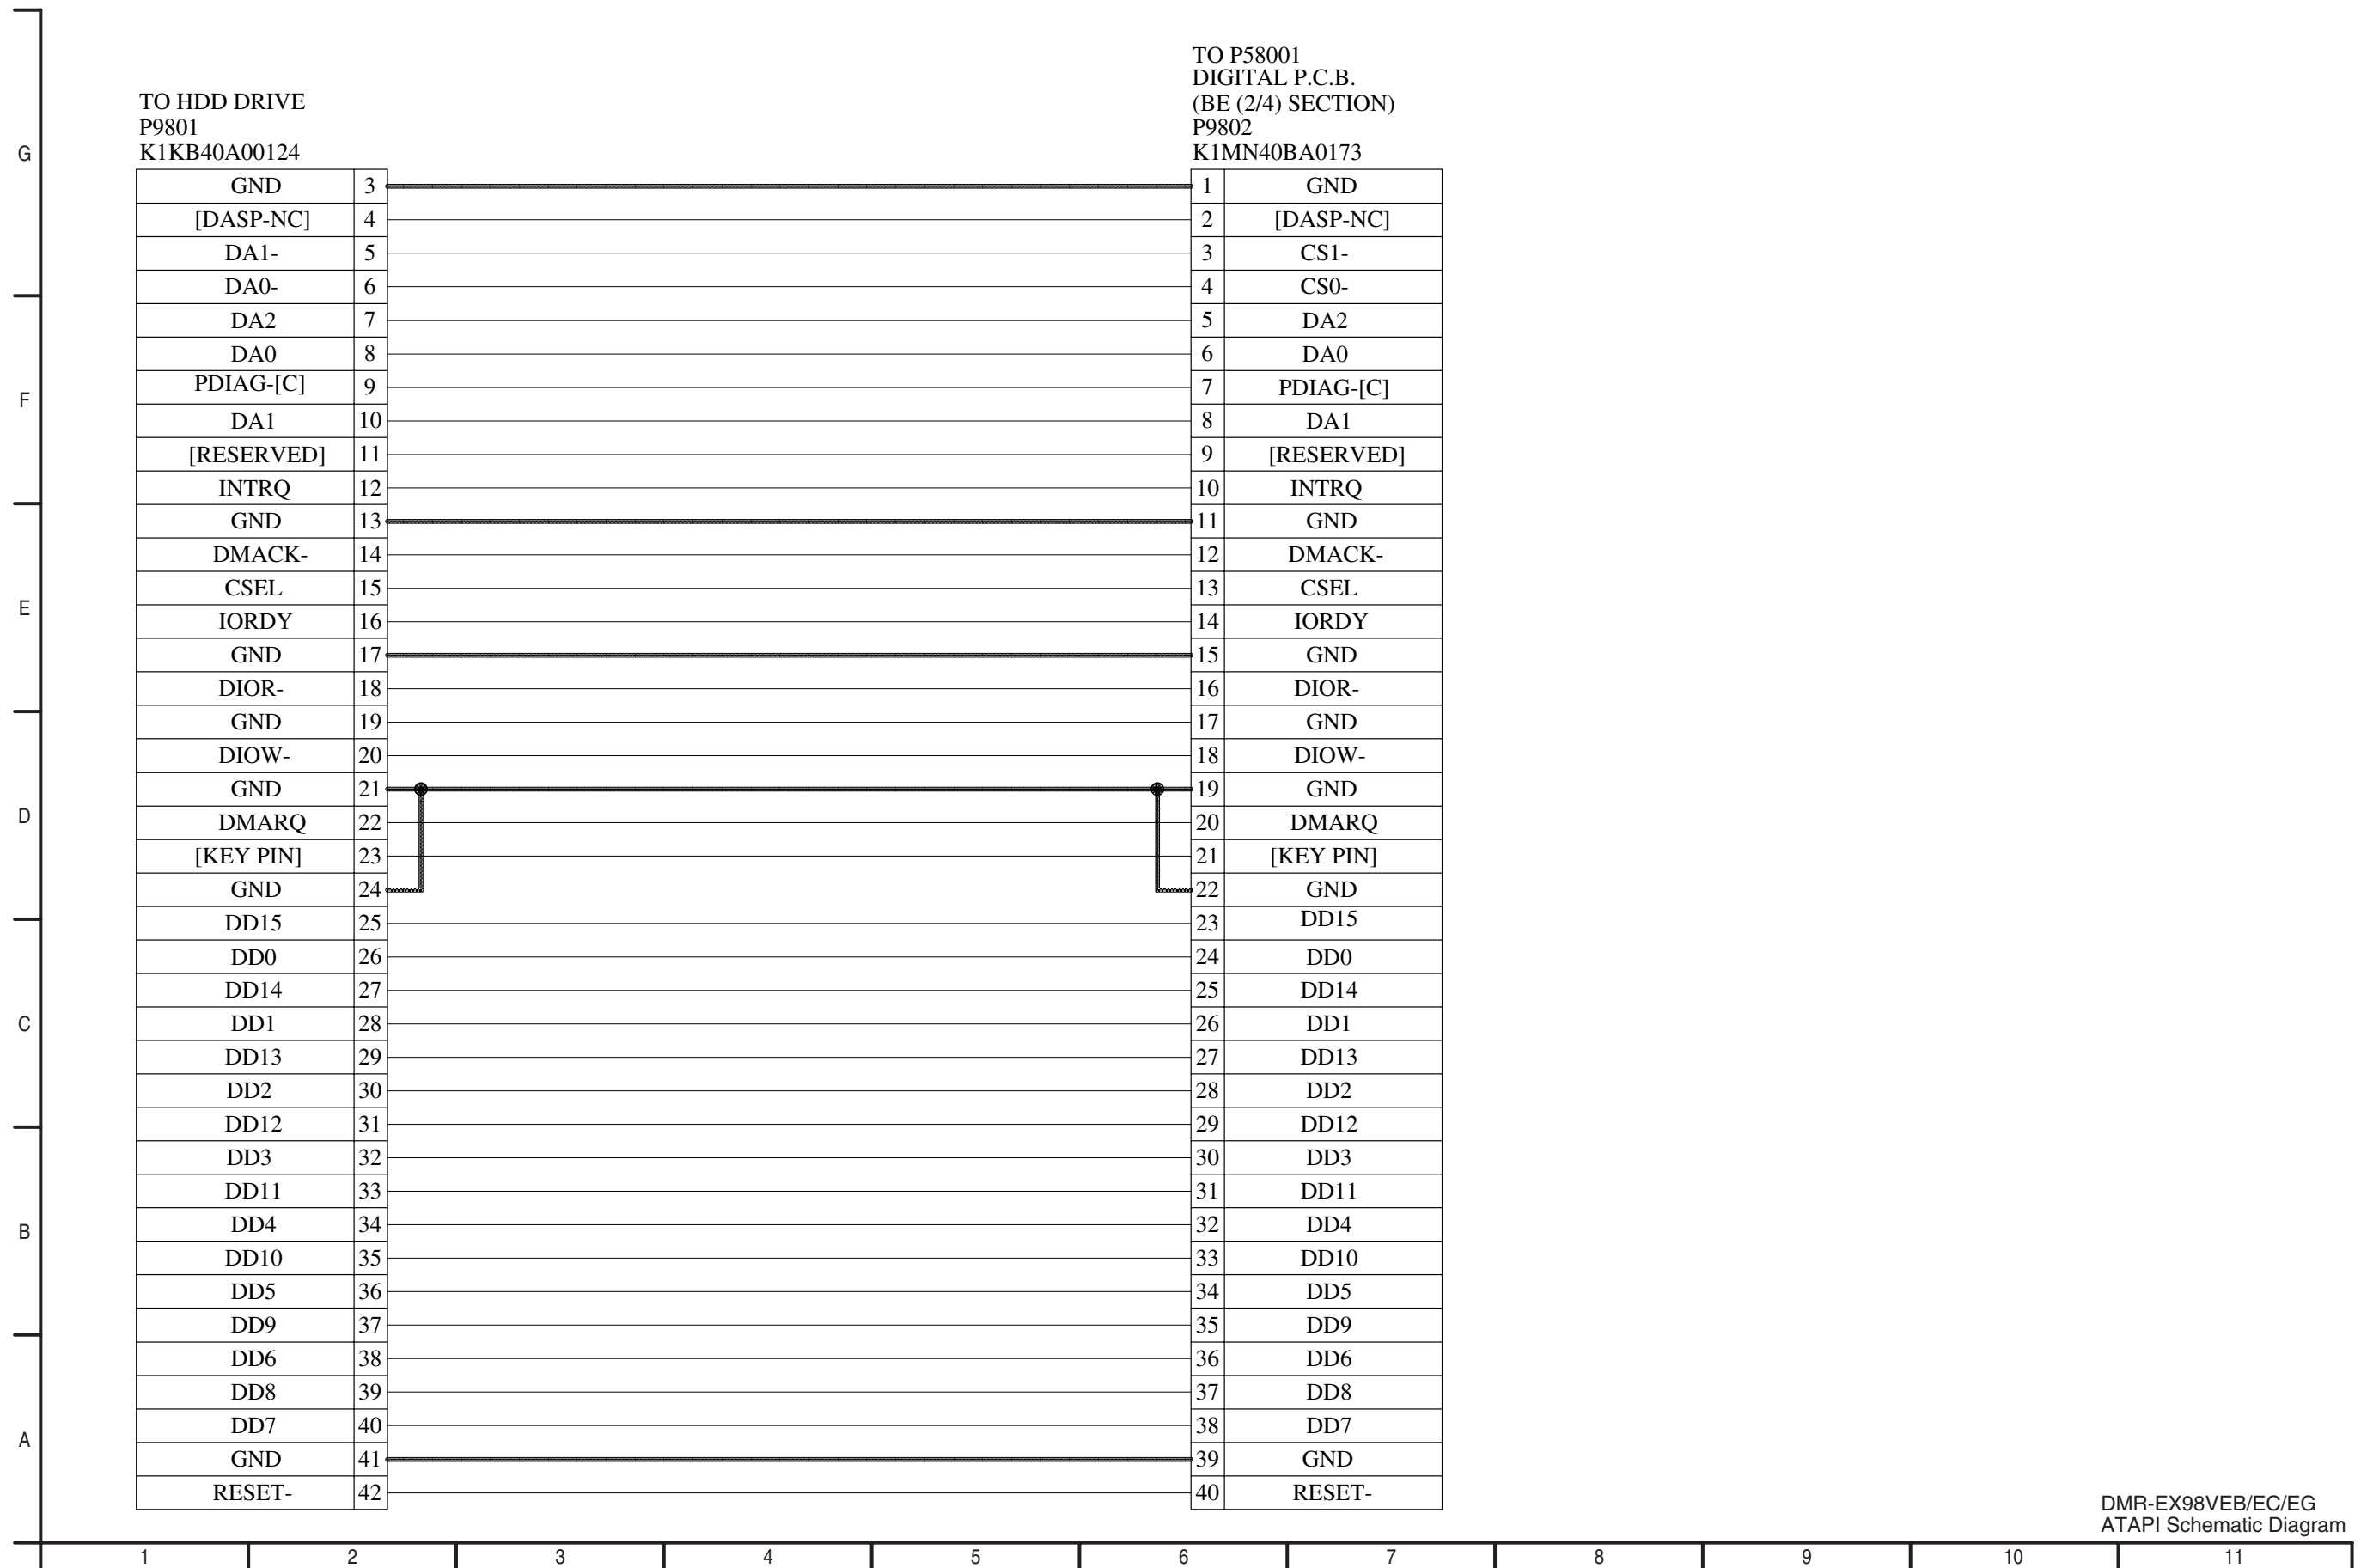 TO HDD DRIVE
P9801
K1KB40A00124
TO P58001
DIGITAL P.C.B.
(BE (2/4) SECTION)
P9802
K1MN40BA0173
GND 3 1 GND
[DASP-NC] 4 2 [DASP-NC]
DA1- 5 3 CS1-
DA0- 6 4 CS0-
DA2 7 5 DA2
DA0 8 6 DA0
PDIAG-[C] 9 7 PDIAG-[C]
DA1 10 8 DA1
[RESERVED] 11 9 [RESERVED]
INTRQ 12 10 INTRQ
GND 13 11 GND
DMACK- 14 12 DMACK-
CSEL 15 13 CSEL
IORDY 16 14 IORDY
GND 17 15 GND
DIOR- 18 16 DIOR-
GND 19 17 GND
DIOW- 20 18 DIOW-
GND 21 19 GND
DMARQ 22 20 DMARQ
[KEY PIN] 23 21 [KEY PIN]
GND 24 22 GND
DD15 25 23 DD15
DD0 26 24 DD0
DD14 27 25 DD14
DD1 28 26 DD1
DD13 29 27 DD13
DD2 30 28 DD2
DD12 31 29 DD12
DD3 32 30 DD3
DD11 33 31 DD11
DD4 34 32 DD4
DD10 35 33 DD10
DD5 36 34 DD5
DD9 37 35 DD9
DD6 38 36 DD6
DD8 39 37 DD8
DD7 40 38 DD7
GND 41 39 GND
RESET- 42 40 RESET-
G
F
E
D
C
B
A
DMR-EX98VEB/EC/EG
ATAPI Schematic Diagram
1 2 3 4 5 6 7 8 9 10 11